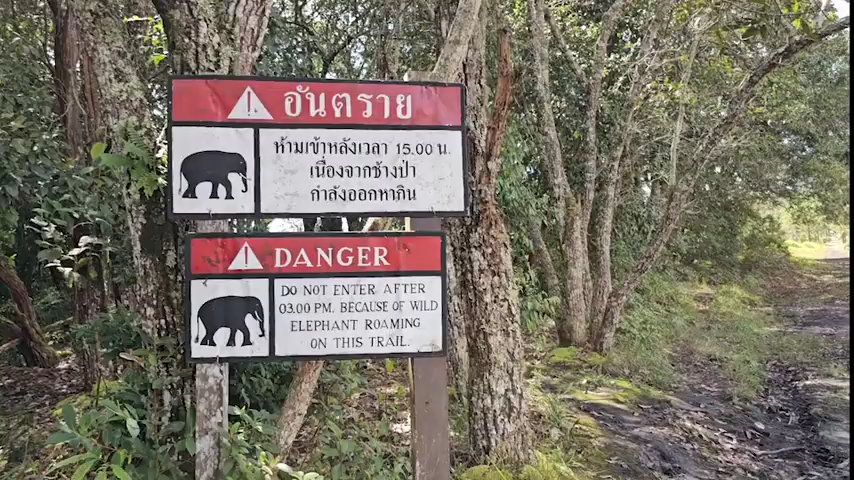 อันตราย
ห้ามเข้าหลังเวลา 15.00 น.
เนื่องจากช้างป่า
กำลังออกหากิน
DANGER
DO NOT ENTER AFTER
03.00 PM. BECAUSE OF WILD
ELEPHANT ROAMING
ON THIS TRAIL.